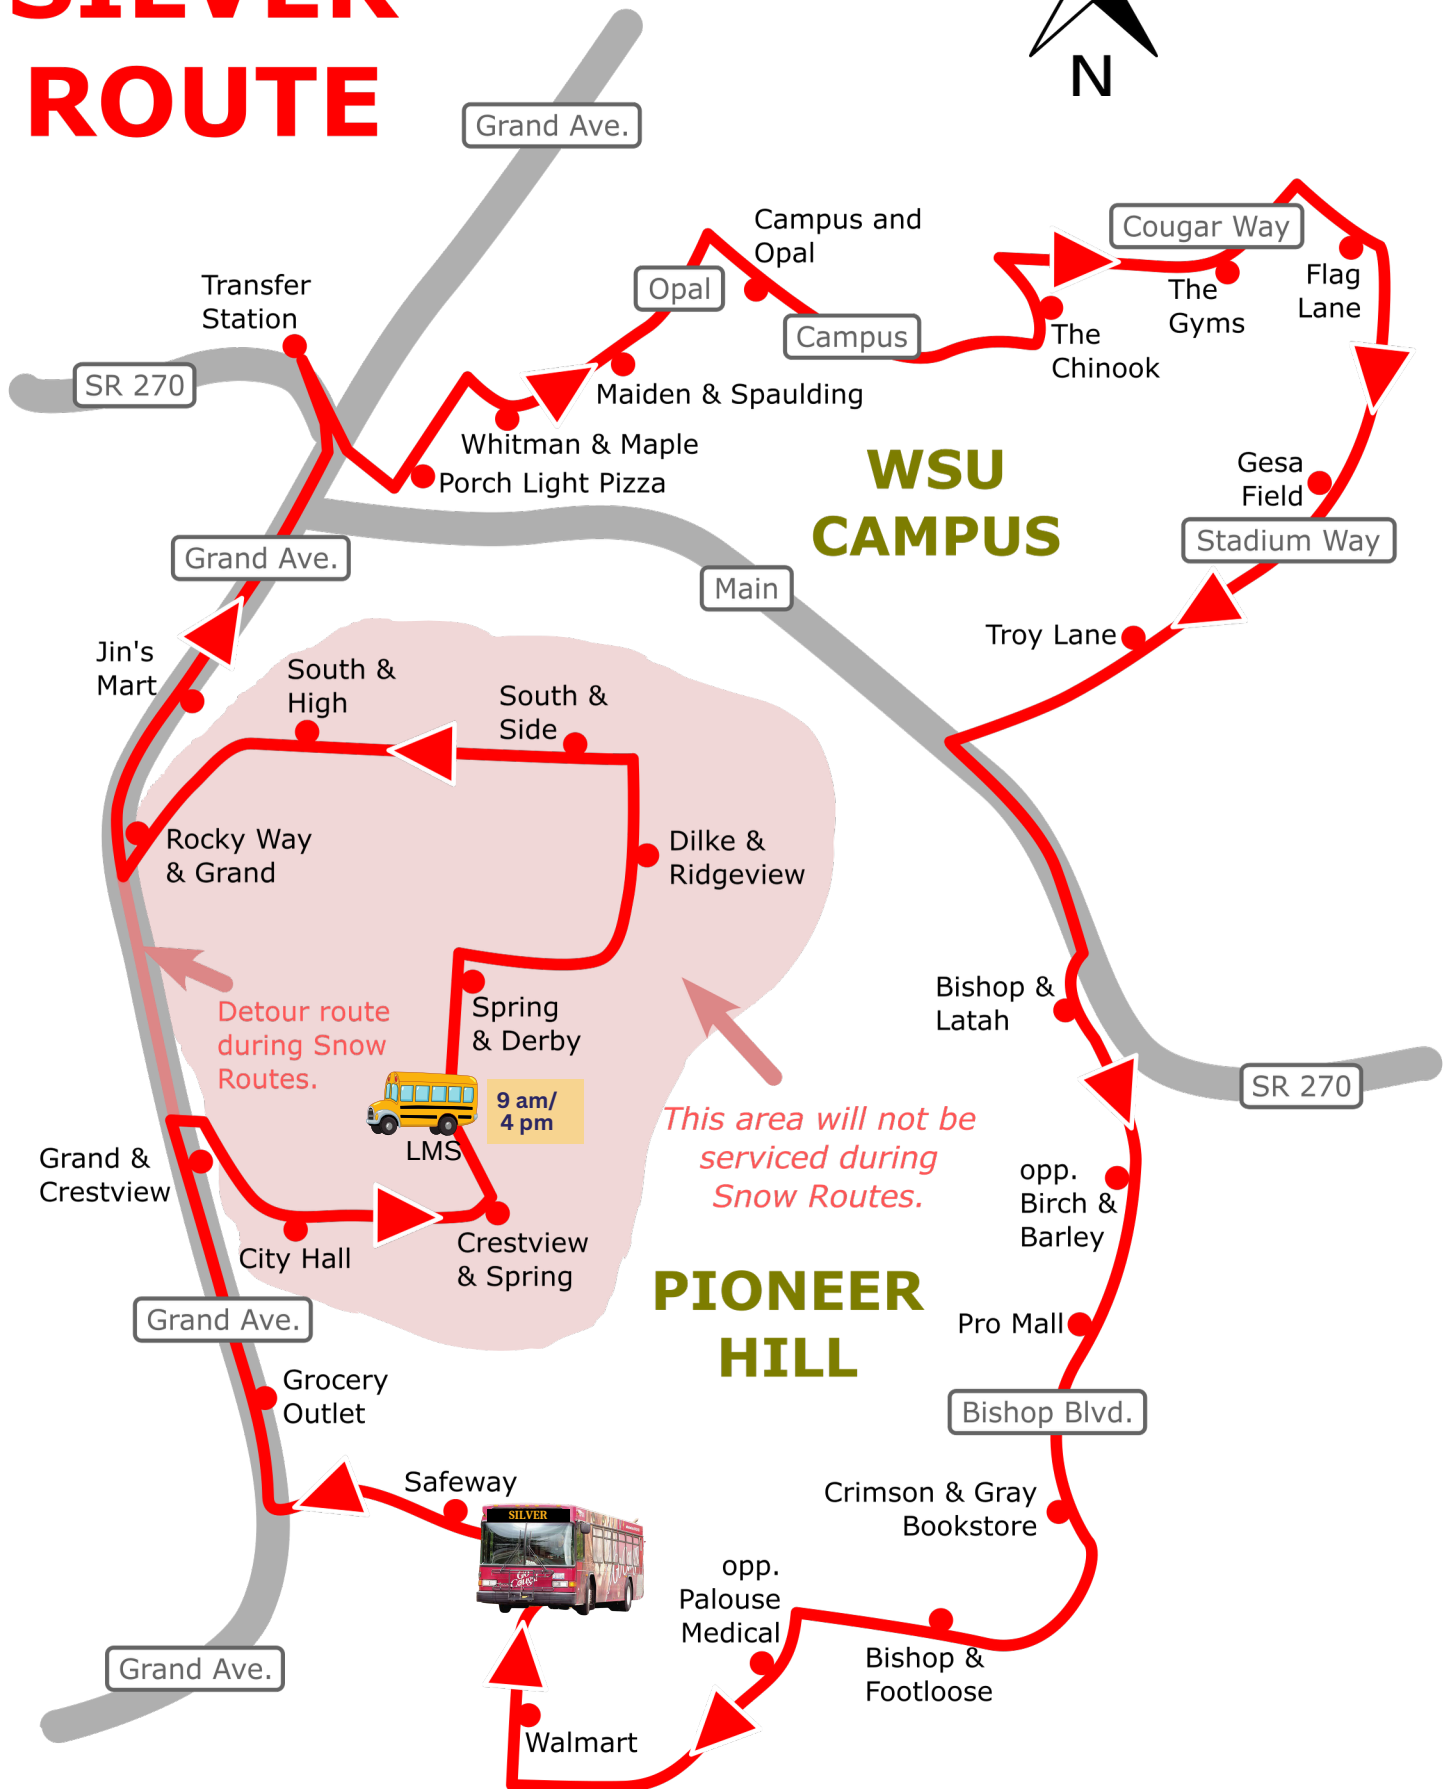 SILVER
ROUTE
N
Grand Ave.
Campus and
Opal
Cougar Way
Flag
Lane
The
Gyms
Opal
Campus
The
Chinook
Transfer
Station
SR 270
Maiden & Spaulding
Whitman & Maple
Porch Light Pizza
WSU
CAMPUS
Gesa
Field
Stadium Way
Grand Ave.
Main
Troy Lane
Jin's
Mart
South &
High
South &
Side
Rocky Way
& Grand
Dilke &
Ridgeview
Detour route
during Snow
Routes.
Spring
& Derby
Bishop &
Latah
SR 270
9 am/
4 pm
LMS
This area will not be
serviced during
Snow Routes.
Grand &
Crestview
City Hall
Crestview
& Spring
opp.
Birch &
Barley
PIONEER
HILL
Grand Ave.
Pro Mall
Bishop Blvd.
Grocery
Outlet
Safeway
SILVER
Crimson & Gray
Bookstore
opp.
Palouse
Medical
Bishop &
Footloose
Grand Ave.
Walmart